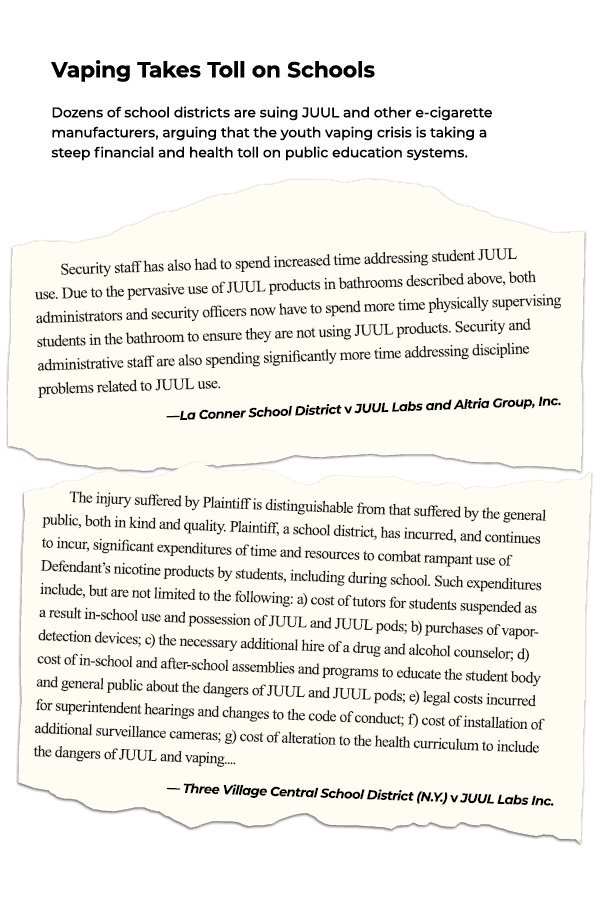 Vaping Takes Toll on Schools
Dozens of school districts are suing JUUL and other e-cigarette
manufacturers, arguing that the youth vaping crisis is taking a
steep financial and health toll on public education systems.
Security staff has also had to spend increased time addressing student JUUL
use. Due to the pervasive use of JUUL products in bathrooms described above, both
administrators and security officers now have to spend more time physically supervising
students in the bathroom to ensure they are not using JUUL products. Security and
administrative staff are also spending significantly more time addressing discipline
problems related to JUUL use.
—La Conner School District v JUUL Labs and Altria Group, Inc.
The injury suffered by Plaintiff is distinguishable from that suffered by the general
public, both in kind and quality. Plaintiff, a school district, has incurred, and continues
to incur, significant expenditures of time and resources to combat rampant use of
Defendant's nicotine products by students, including during school. Such expenditures
include, but are not limited to the following: a) cost of tutors for students suspended as
a result in-school use and possession of JUUL and JUUL pods; b) purchases of vapor-
detection devices; c) the necessary additional hire of a drug and alcohol counselor; d)
cost of in-school and after-school assemblies and programs to educate the student body
and general public about the dangers of JUUL and JUUL pods; e) legal costs incurred
for superintendent hearings and changes to the code of conduct; f) cost of installation of
additional surveillance cameras; g) cost of alteration to the health curriculum to include
the dangers of JUUL and vaping....
— Three Village Central School District (N.Y.) v JUUL Labs Inc.